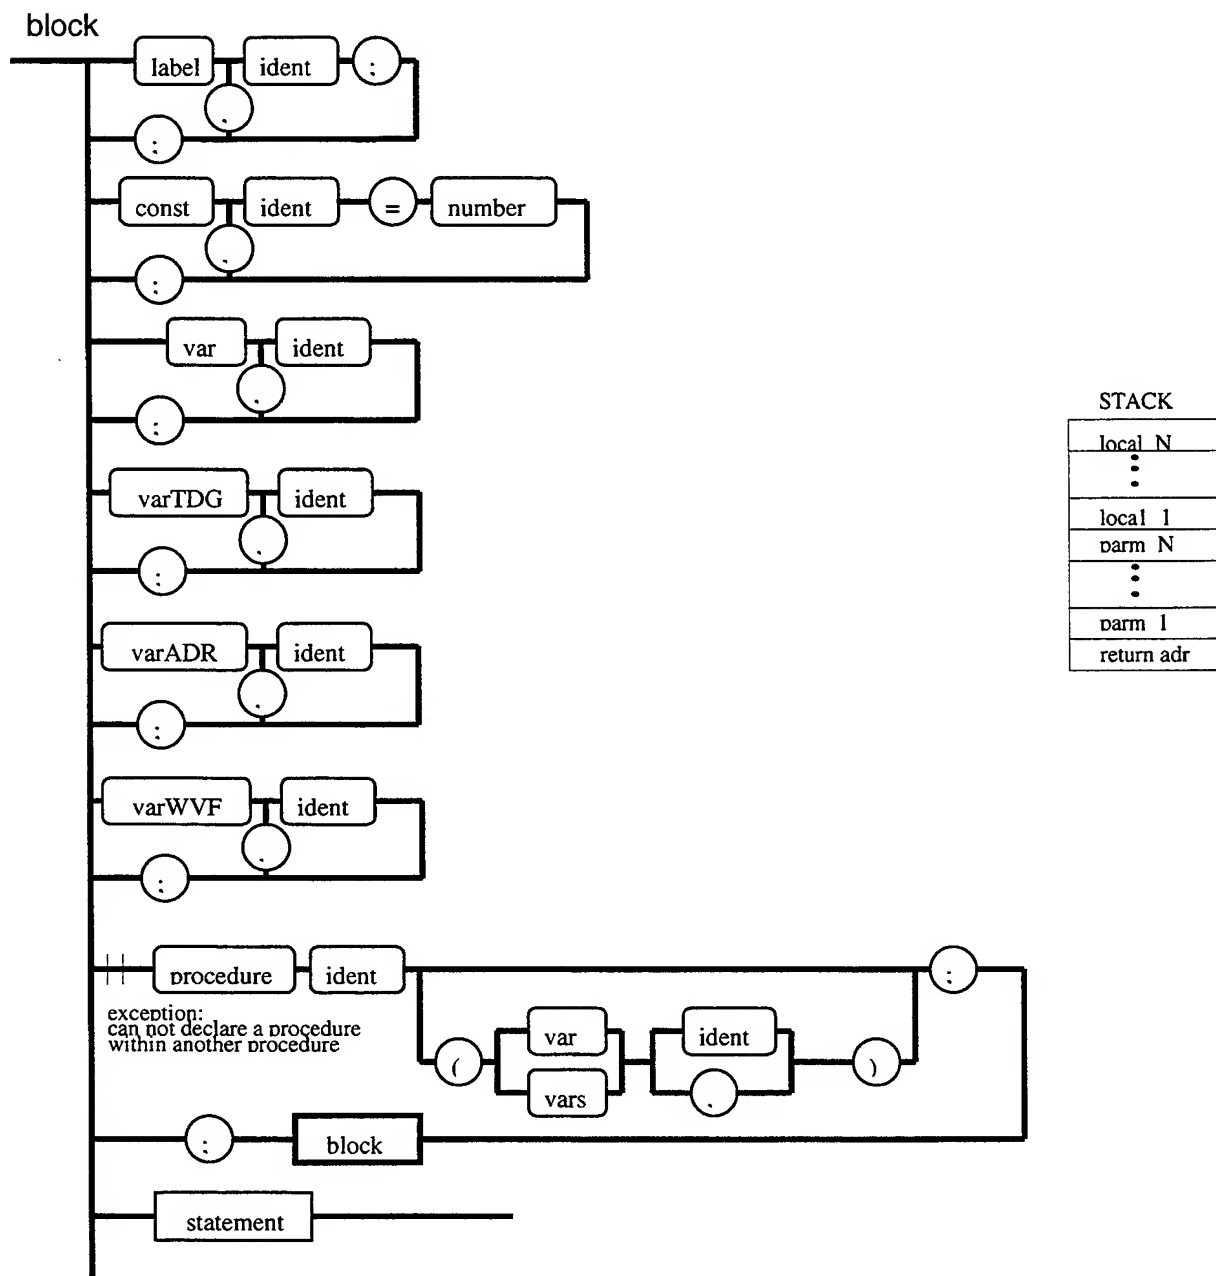 block
label ident :
,
;
const ident = number
,
;
var ident
,
;
varTDG ident
,
;
varADR ident
,
;
varWVF ident
,
;
procedure ident ;
exception:
can not declare a procedure
within another procedure
( var ident )
vars ,
; block
statement
STACK
local N
local 1
parm N
parm 1
return adr